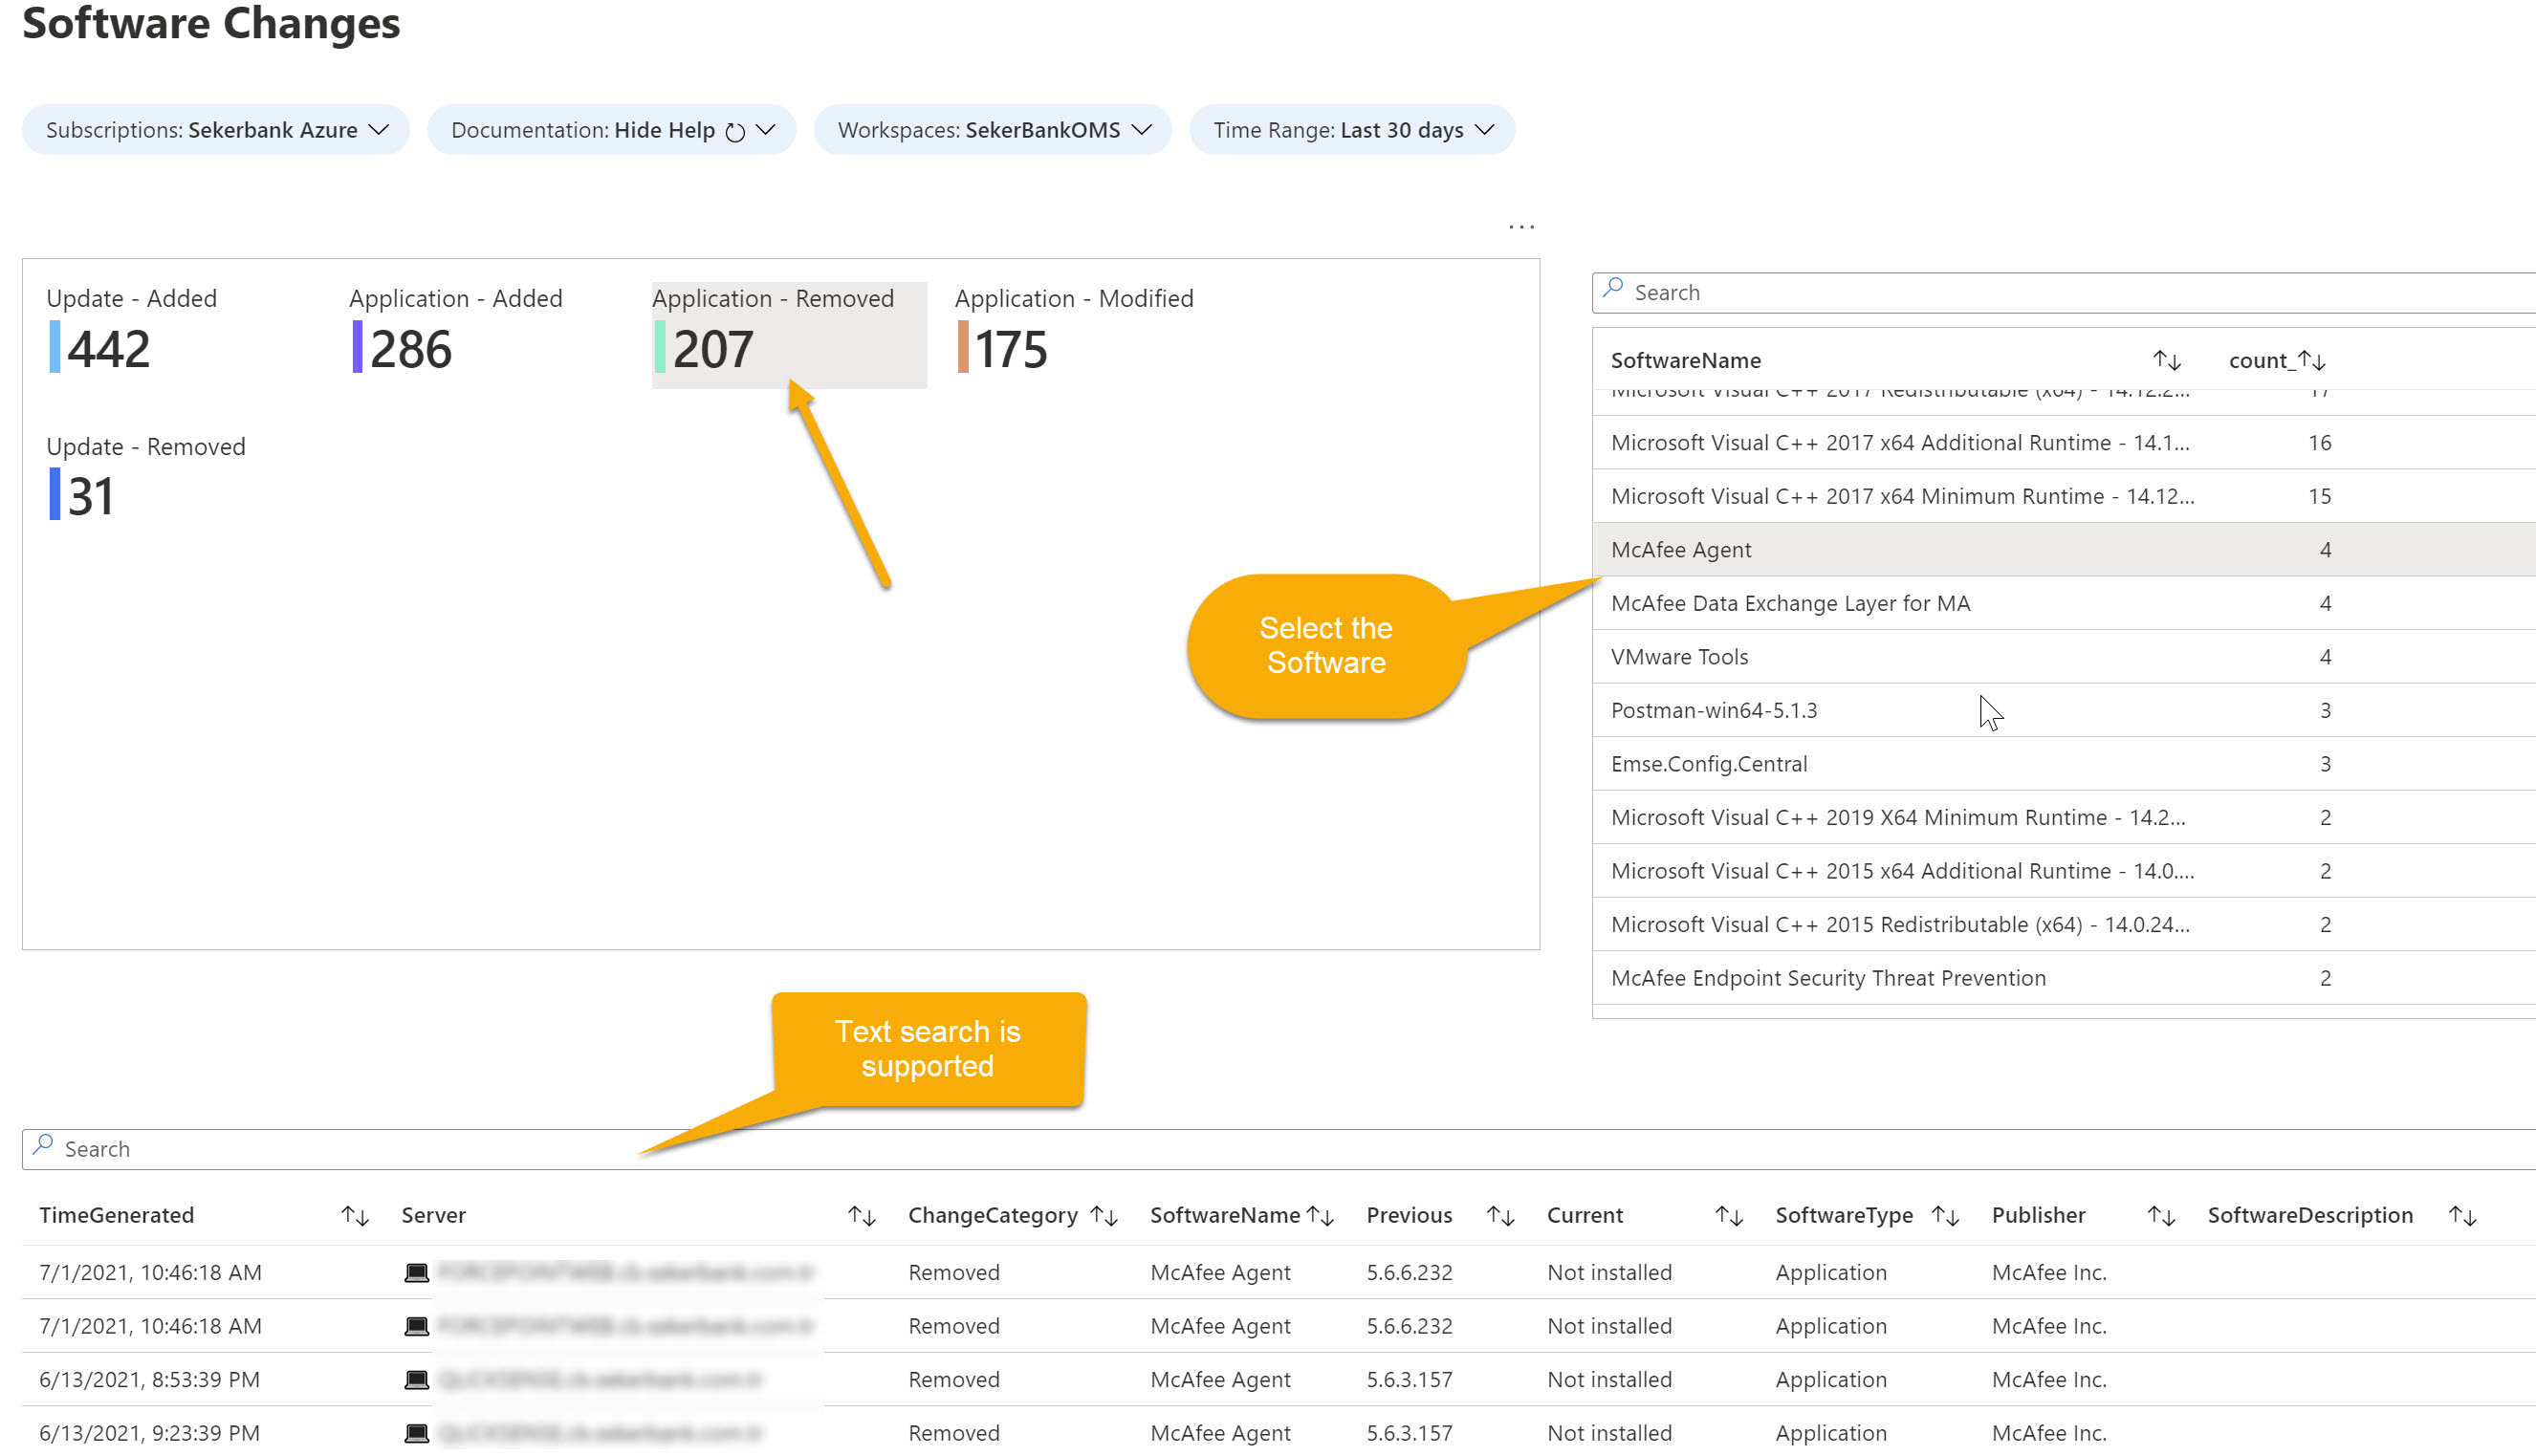 Software Changes
Subscriptions: Sekerbank Azure
Documentation: Hide Help
Workspaces: SekerBankOMS
Time Range: Last 30 days
...
Update - Added
442
Application - Added
286
Application - Removed
207
Application - Modified
175
Update - Removed
31
Search
SoftwareName count_
Microsoft Visual C++ 2017 Redistributable (x64) - 14.12.2... 17
Microsoft Visual C++ 2017 x64 Additional Runtime - 14.1... 16
Microsoft Visual C++ 2017 x64 Minimum Runtime - 14.12... 15
McAfee Agent 4
McAfee Data Exchange Layer for MA 4
VMware Tools 4
Postman-win64-5.1.3 3
Emse.Config.Central 3
Microsoft Visual C++ 2019 X64 Minimum Runtime - 14.2... 2
Microsoft Visual C++ 2015 x64 Additional Runtime - 14.0.... 2
Microsoft Visual C++ 2015 Redistributable (x64) - 14.0.24... 2
McAfee Endpoint Security Threat Prevention 2
Select the
Software
Text search is
supported
Search
TimeGenerated Server ChangeCategory SoftwareName Previous Current SoftwareType Publisher SoftwareDescription
7/1/2021, 10:46:18 AM Removed McAfee Agent 5.6.6.232 Not installed Application McAfee Inc.
7/1/2021, 10:46:18 AM Removed McAfee Agent 5.6.6.232 Not installed Application McAfee Inc.
6/13/2021, 8:53:39 PM Removed McAfee Agent 5.6.3.157 Not installed Application McAfee Inc.
6/13/2021, 9:23:39 PM Removed McAfee Agent 5.6.3.157 Not installed Application McAfee Inc.